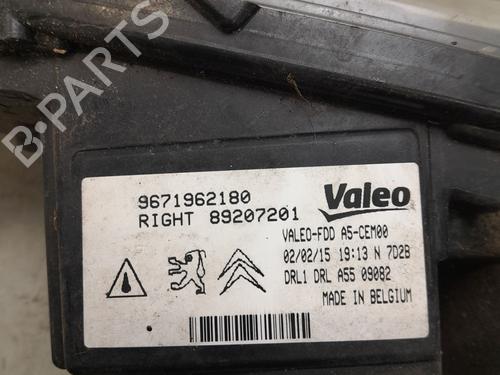 9671962180
RIGHT 89207201
Valeo
VALEO-FDD A5-CEM00
02/02/15 19:13 N 7D2B
DRL1 DRL A55 09082
MADE IN BELGIUM
B-PARTS